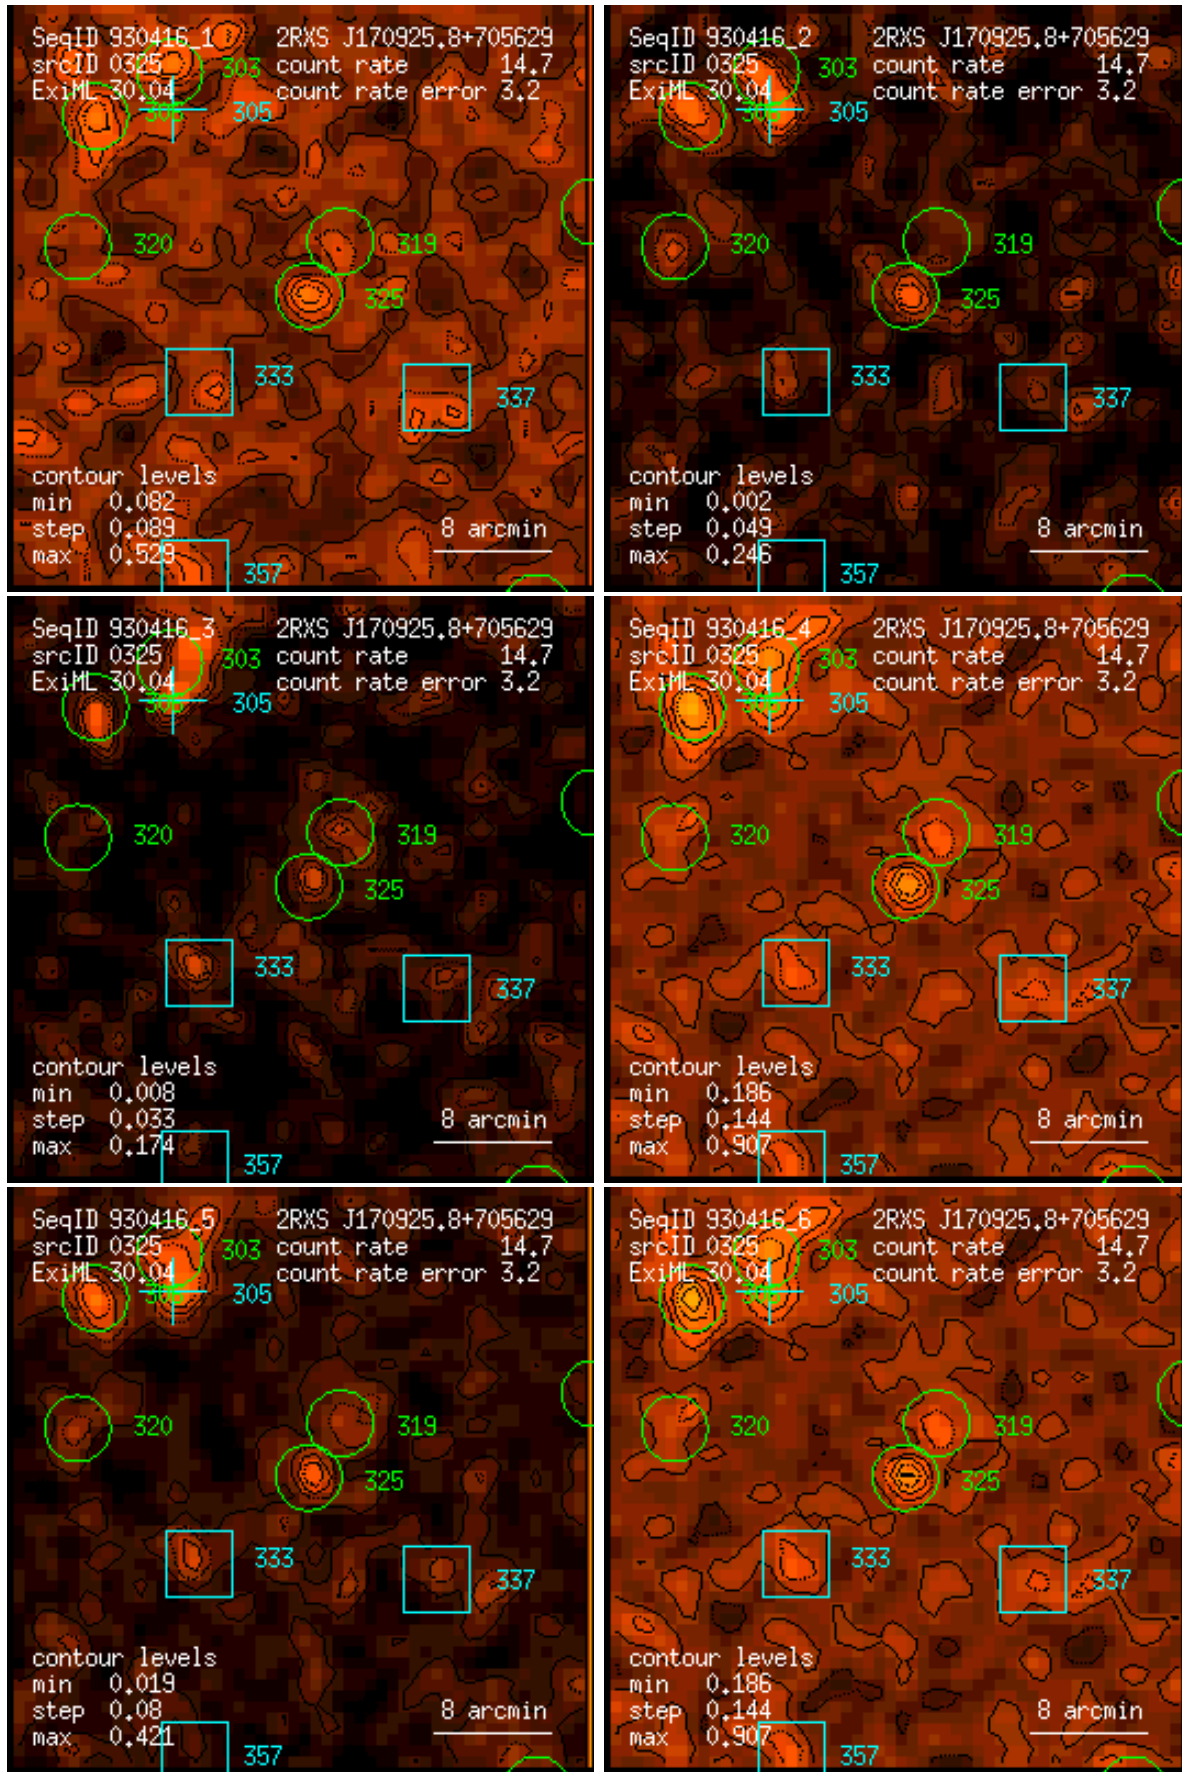 SeqID 930416_1 2RXS J170925.8+705629
srcID 0325 303 count rate 14.7
ExiML 30.04 305 count rate error 3.2
320
319
325
333
337
contour levels
min 0.082
step 0.089 8 arcmin
max 0.529
357
SeqID 930416_2 2RXS J170925.8+705629
srcID 0325 303 count rate 14.7
ExiML 30.04 305 count rate error 3.2
320
319
325
333
337
contour levels
min 0.002
step 0.049 8 arcmin
max 0.246
357
SeqID 930416_3 2RXS J170925.8+705629
srcID 0325 303 count rate 14.7
ExiML 30.04 305 count rate error 3.2
320
319
325
333
337
contour levels
min 0.008
step 0.033 8 arcmin
max 0.174
357
SeqID 930416_4 2RXS J170925.8+705629
srcID 0325 303 count rate 14.7
ExiML 30.04 305 count rate error 3.2
320
319
325
333
337
contour levels
min 0.186
step 0.144 8 arcmin
max 0.907
357
SeqID 930416_5 2RXS J170925.8+705629
srcID 0325 303 count rate 14.7
ExiML 30.04 305 count rate error 3.2
320
319
325
333
337
contour levels
min 0.019
step 0.08 8 arcmin
max 0.421
357
SeqID 930416_6 2RXS J170925.8+705629
srcID 0325 303 count rate 14.7
ExiML 30.04 305 count rate error 3.2
320
319
325
333
337
contour levels
min 0.186
step 0.144 8 arcmin
max 0.907
357